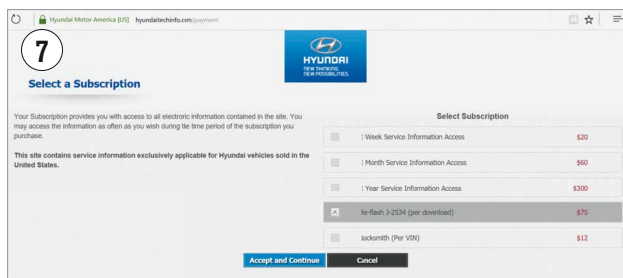 Hyundai Motor America [US] hyundaitechinfo.com/payment
7
HYUNDAI
NEW THINKING.
NEW POSSIBILITIES.
Select a Subscription
Your Subscription provides you with access to all electronic information contained in the site. You
may access the information as often as you wish during the time period of the subscription you
purchase.
This site contains service information exclusively applicable for Hyundai vehicles sold in the
United States.
Select Subscription
: Week Service Information Access $20
: Month Service Information Access $60
: Year Service Information Access $300
Re-flash J-2534 (per download) $75
locksmith (Per VIN) $12
Accept and Continue Cancel